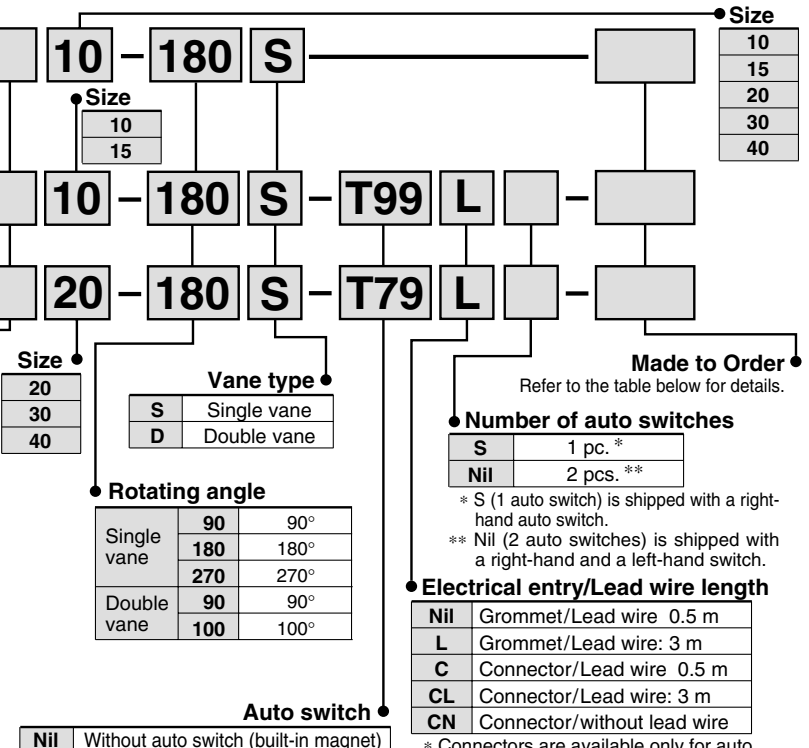 Size
10 – 180 S
10
15
20
30
40
Size
10
15
10 – 180 S – T99 L –
20 – 180 S – T79 L –
Size
20
30
40
Vane type
S Single vane
D Double vane
Made to Order
Refer to the table below for details.
Number of auto switches
S 1 pc. *
Nil 2 pcs. **
* S (1 auto switch) is shipped with a right-
hand auto switch.
** Nil (2 auto switches) is shipped with
a right-hand and a left-hand switch.
Rotating angle
Single vane 90 90°
180 180°
270 270°
Double vane 90 90°
100 100°
Electrical entry/Lead wire length
Nil Grommet/Lead wire 0.5 m
L Grommet/Lead wire: 3 m
C Connector/Lead wire 0.5 m
CL Connector/Lead wire: 3 m
CN Connector/without lead wire
* Connectors are available only for auto
Auto switch
Nil Without auto switch (built-in magnet)